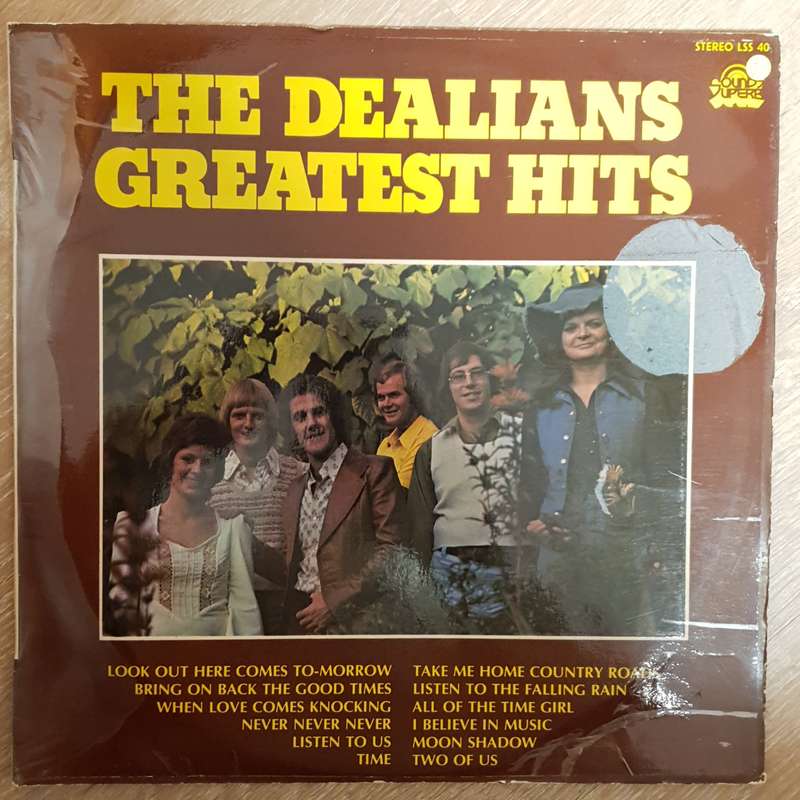 STEREO LSS 40
SOUND
SUPERB
THE DEALIANS
GREATEST HITS
LOOK OUT HERE COMES TO-MORROW
BRING ON BACK THE GOOD TIMES
WHEN LOVE COMES KNOCKING
NEVER NEVER NEVER
LISTEN TO US
TIME
TAKE ME HOME COUNTRY ROADS
LISTEN TO THE FALLING RAIN
ALL OF THE TIME GIRL
I BELIEVE IN MUSIC
MOON SHADOW
TWO OF US